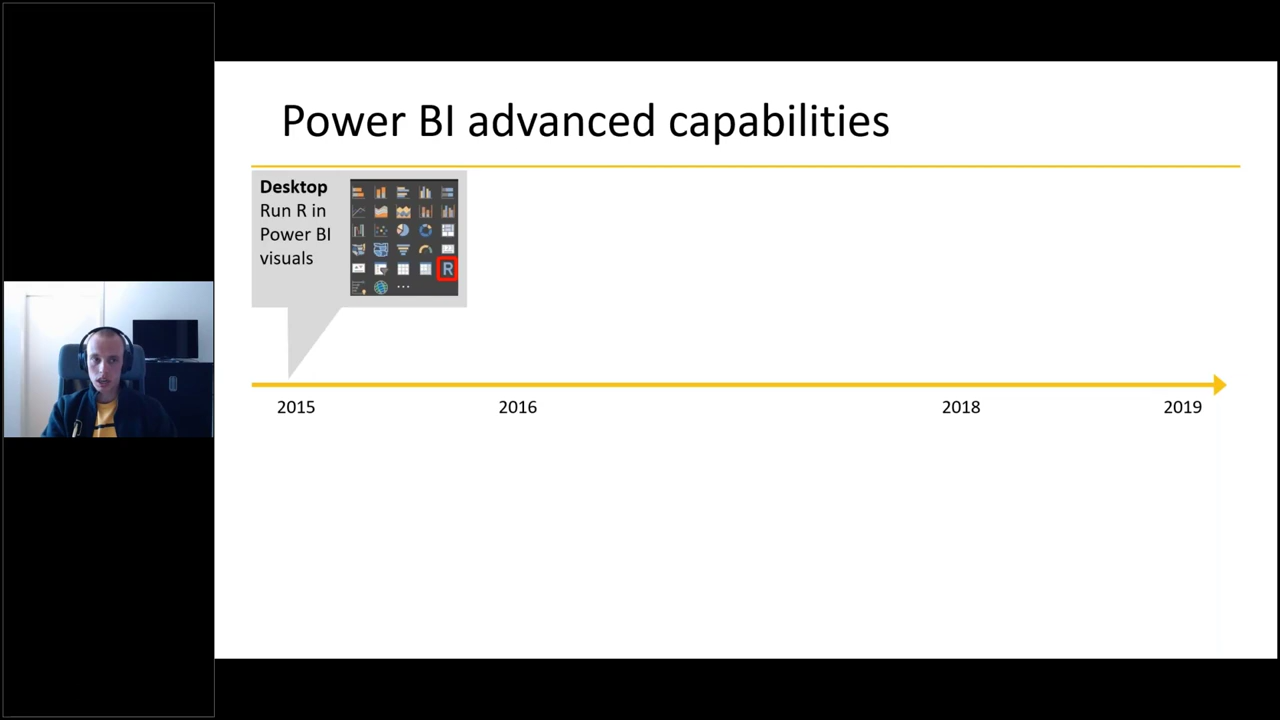 Power BI advanced capabilities
Desktop
Run R in
Power BI
visuals
R
2015
2016
2018
2019